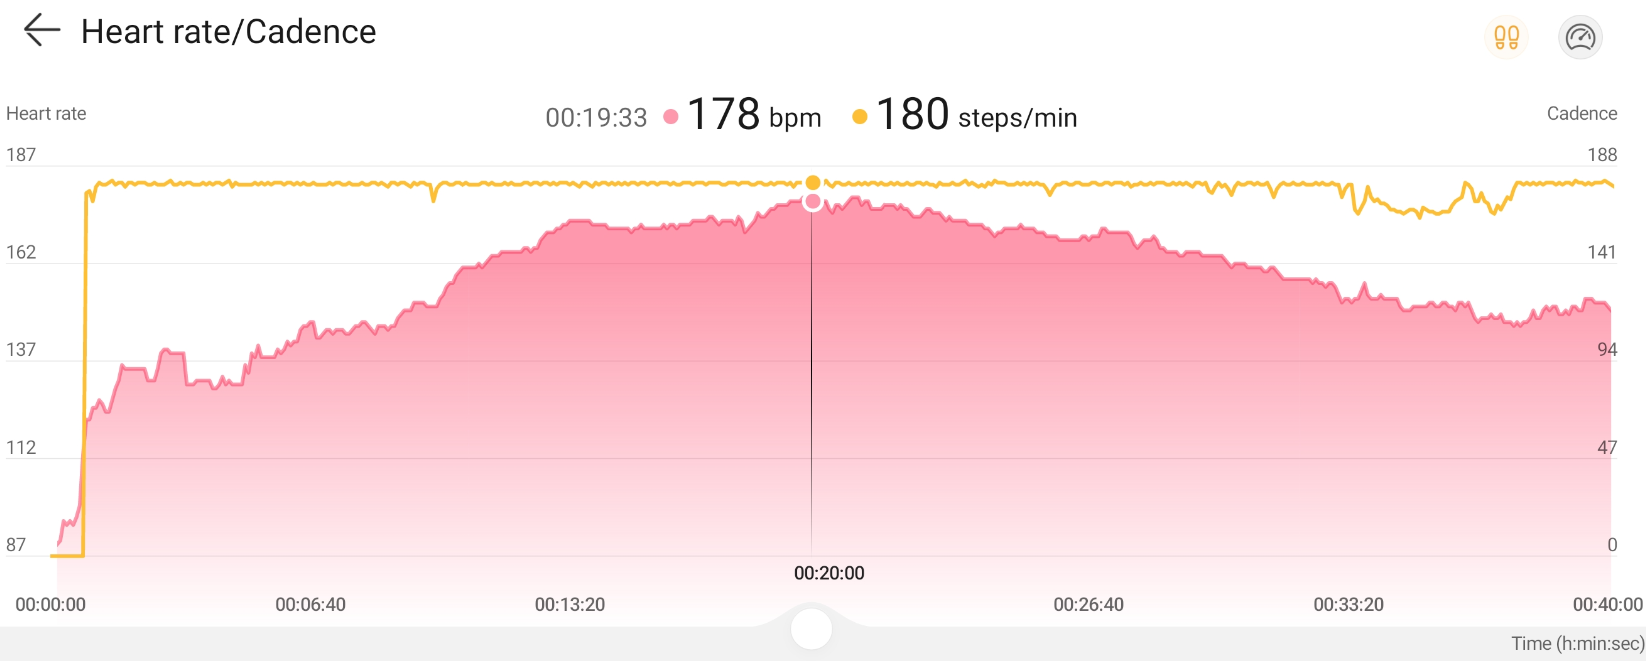 Heart rate/Cadence
Heart rate
00:19:33 178 bpm 180 steps/min
Cadence
187
188
162
141
137
94
112
47
87
0
00:20:00
00:00:00 00:06:40 00:13:20 00:26:40 00:33:20 00:40:00
Time (h:min:sec)